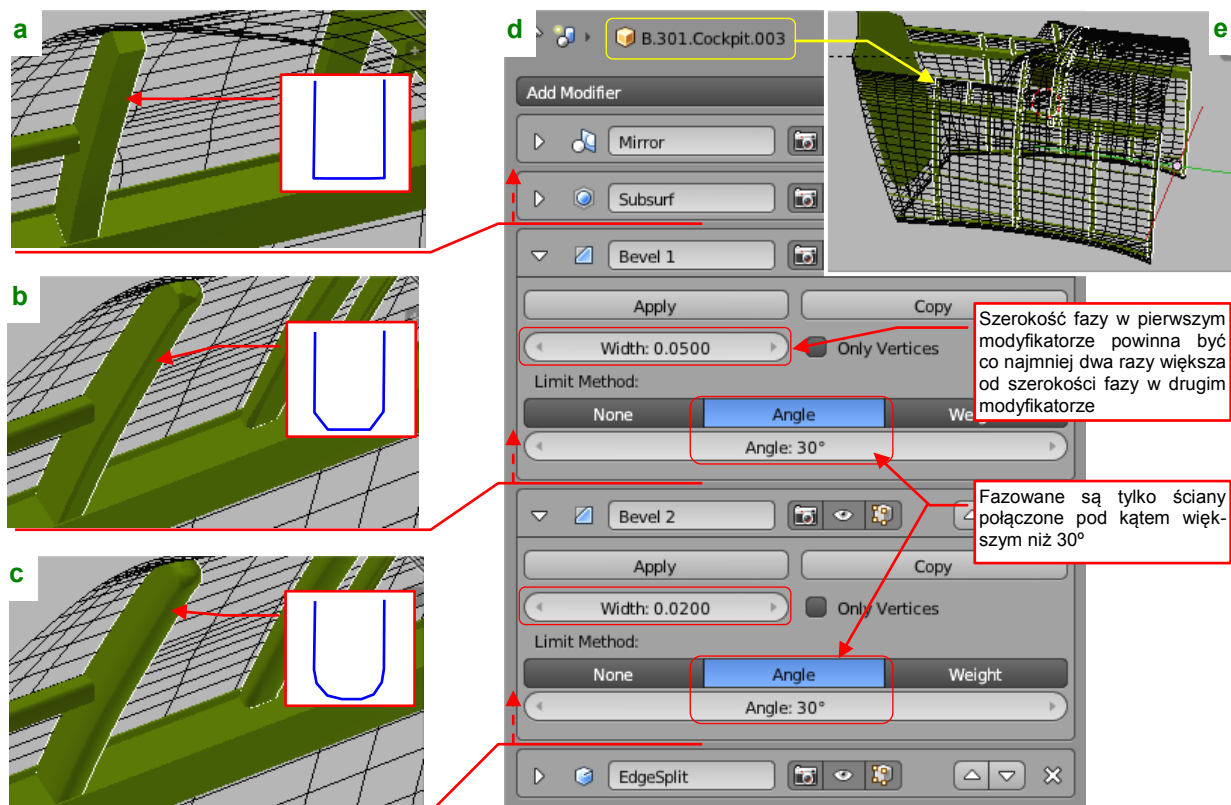 a
b
c
d
B.301.Cockpit.003
e
Add Modifier
Mirror
Subsurf
Bevel 1
Apply
Copy
Width: 0.0500
Only Vertices
Limit Method:
None
Angle
Angle: 30°
Szerokość fazy w pierwszym
modyfikatorze powinna być
co najmniej dwa razy większa
od szerokości fazy w drugim
modyfikatorze
Bevel 2
Fazowane są tylko ściany
połączone pod kątem więk-
szym niż 30º
Apply
Copy
Width: 0.0200
Only Vertices
Limit Method:
None
Angle
Weight
Angle: 30°
EdgeSplit